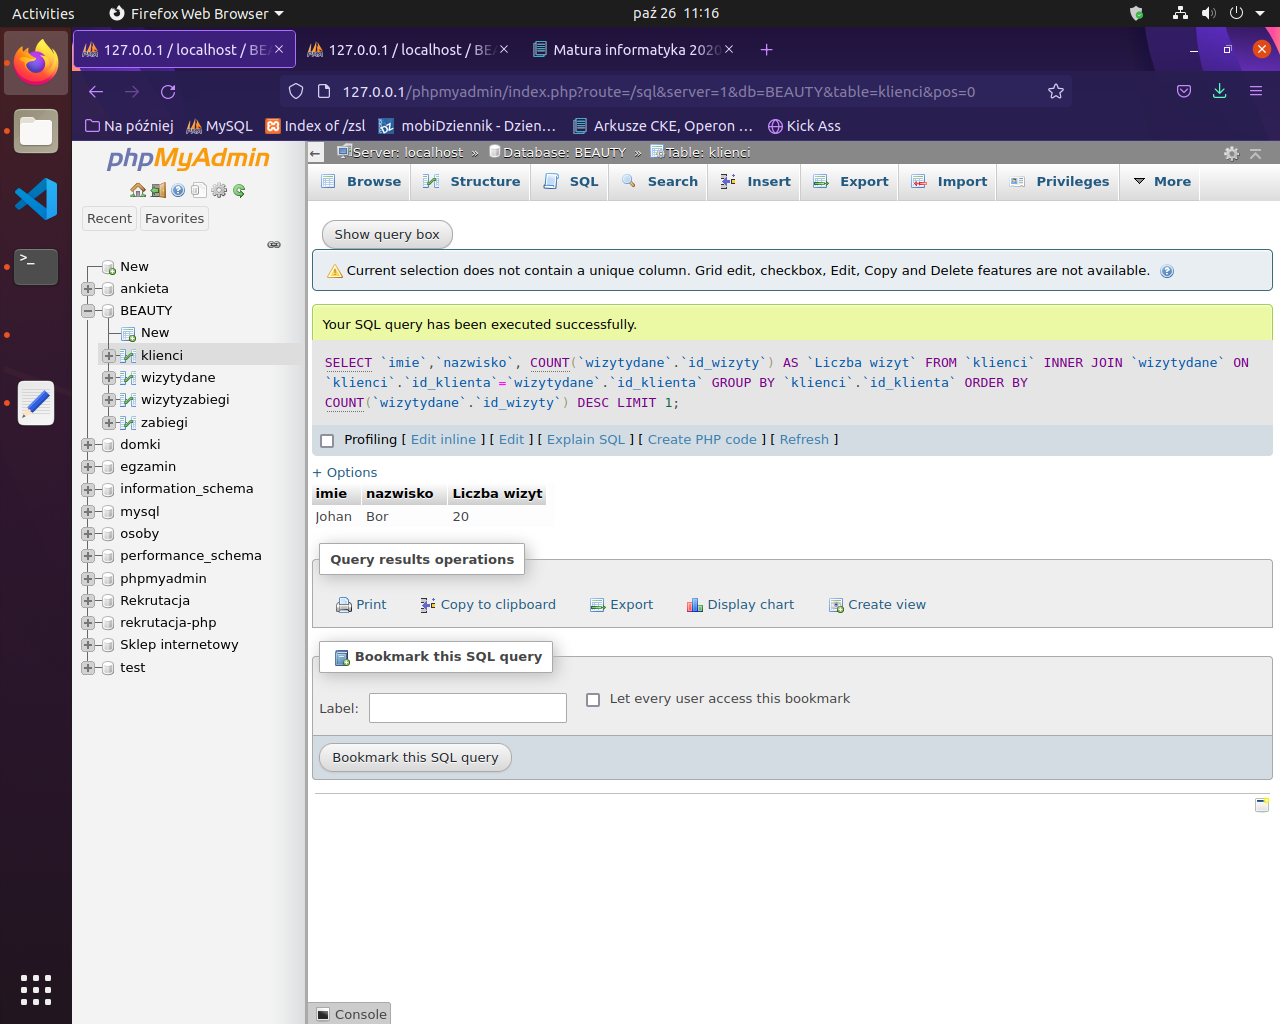 Activities
Firefox Web Browser
paź 26 11:16
127.0.0.1 / localhost / BE
127.0.0.1 / localhost / BE
Matura informatyka 2020
127.0.0.1/phpmyadmin/index.php?route=/sql&server=1&db=BEAUTY&table=klienci&pos=0
Na później
MySQL
Index of /zsl
mobiDziennik - Dzien…
Arkusze CKE, Operon …
Kick Ass
phpMyAdmin
Recent
Favorites
New
ankieta
BEAUTY
New
klienci
wizytydane
wizytyzabiegi
zabiegi
domki
egzamin
information_schema
mysql
osoby
performance_schema
phpmyadmin
Rekrutacja
rekrutacja-php
Sklep internetowy
test
Server: localhost » Database: BEAUTY » Table: klienci
Browse
Structure
SQL
Search
Insert
Export
Import
Privileges
More
Show query box
Current selection does not contain a unique column. Grid edit, checkbox, Edit, Copy and Delete features are not available.
Your SQL query has been executed successfully.
SELECT `imie`,`nazwisko`, COUNT(`wizytydane`.`id_wizyty`) AS `Liczba wizyt` FROM `klienci` INNER JOIN `wizytydane` ON
`klienci`.`id_klienta`=`wizytydane`.`id_klienta` GROUP BY `klienci`.`id_klienta` ORDER BY
COUNT(`wizytydane`.`id_wizyty`) DESC LIMIT 1;
Profiling [ Edit inline ] [ Edit ] [ Explain SQL ] [ Create PHP code ] [ Refresh ]
+ Options
imie nazwisko Liczba wizyt
Johan Bor 20
Query results operations
Print
Copy to clipboard
Export
Display chart
Create view
Bookmark this SQL query
Label:
Let every user access this bookmark
Bookmark this SQL query
Console